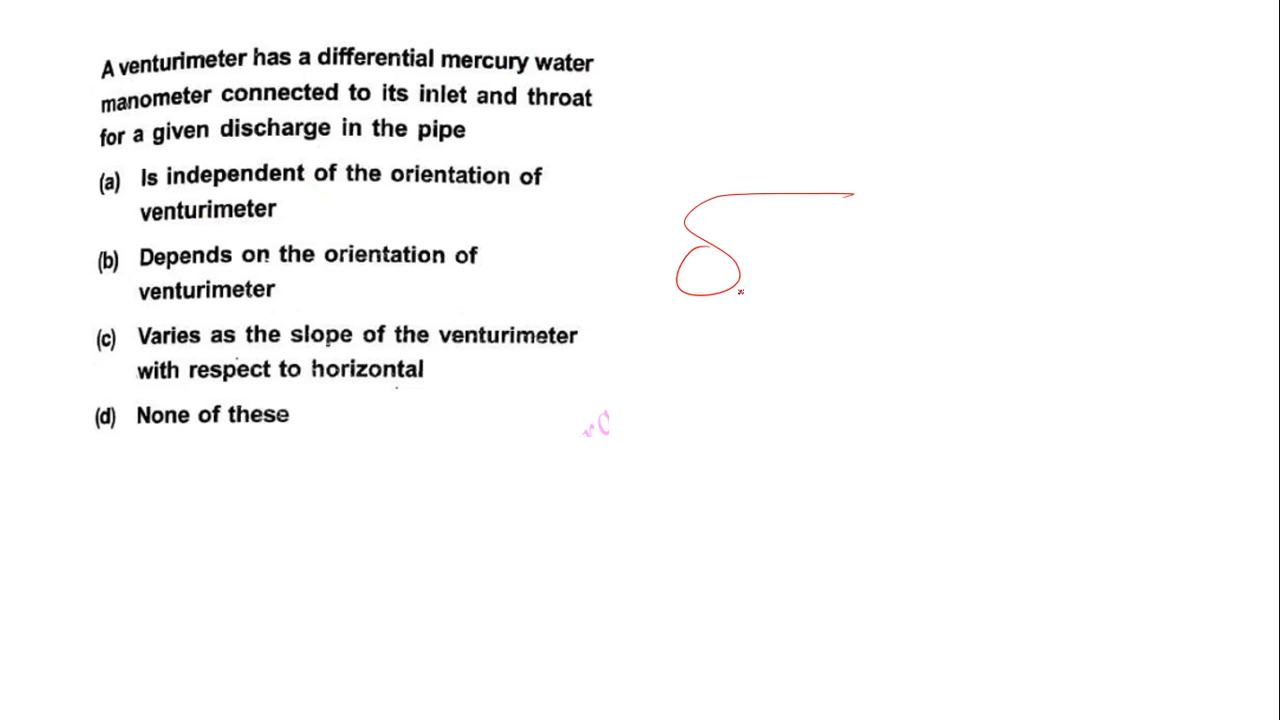 A venturimeter has a differential mercury water
manometer connected to its inlet and throat
for a given discharge in the pipe
(a) Is independent of the orientation of
venturimeter
(b) Depends on the orientation of
venturimeter
(c) Varies as the slope of the venturimeter
with respect to horizontal
(d) None of these